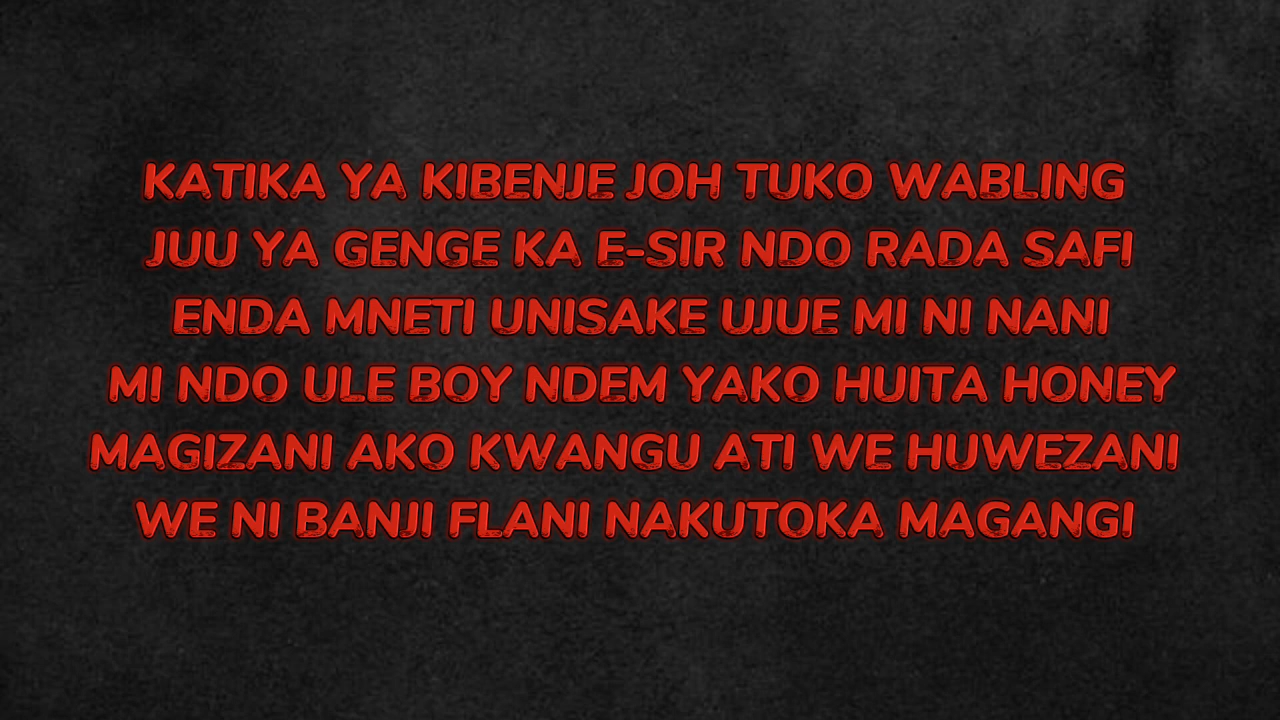 KATIKA YA KIBENJE JOH TUKO WABLING
JUU YA GENGE KA E-SIR NDO RADA SAFI
ENDA MNETI UNISAKE UJUE MI NI NANI
MI NDO ULE BOY NDEM YAKO HUITA HONEY
MAGIZANI AKO KWANGU ATI WE HUWEZANI
WE NI BANJI FLANI NAKUTOKA MAGANGI